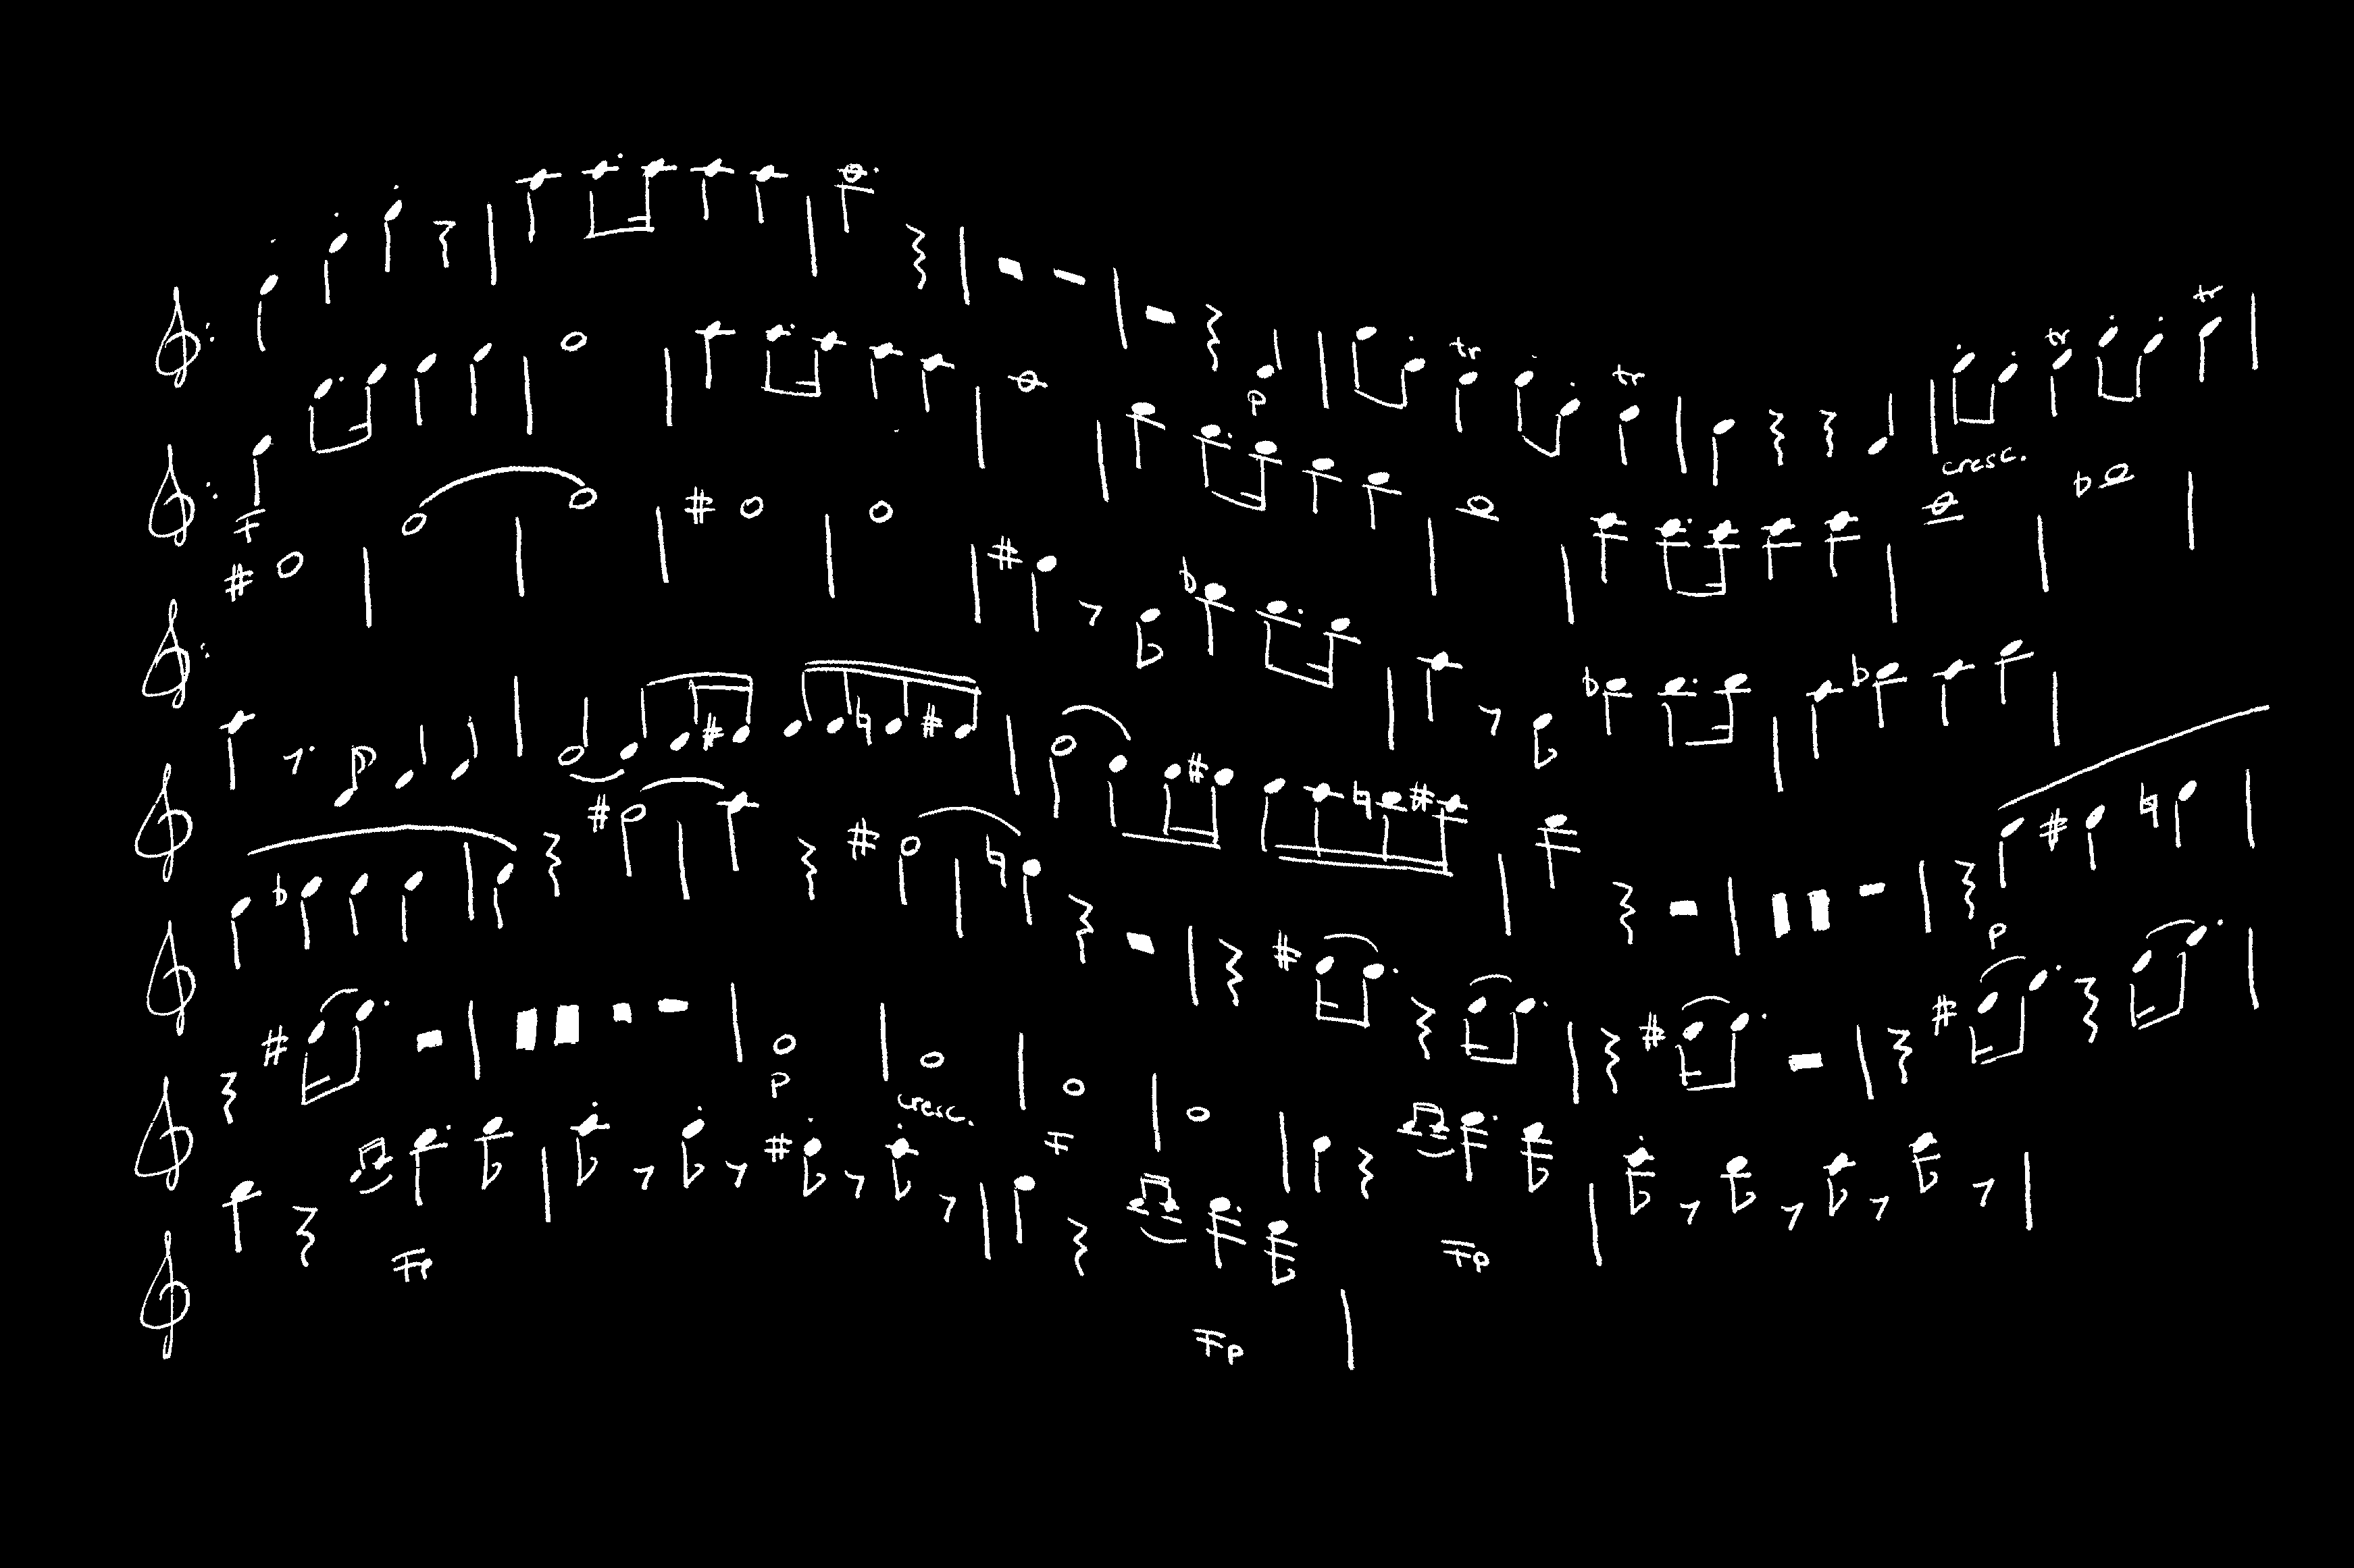 p tr tr tr tr
F cresc.
p
p
p cresc. F
Fp Fp
Fp